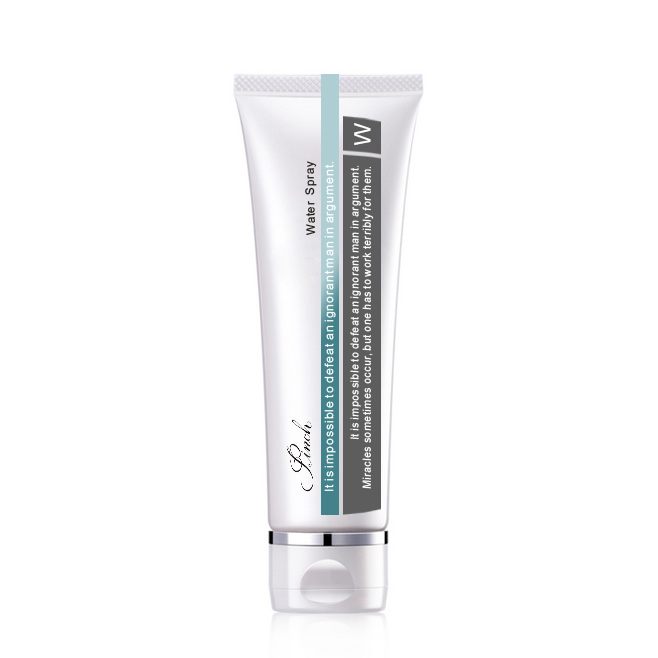 Water Spray
It is impossible to defeat an ignorant man in argument.
W
It is impossible to defeat an ignorant man in argument.
Miracles sometimes occur, but one has to work terribly for them.